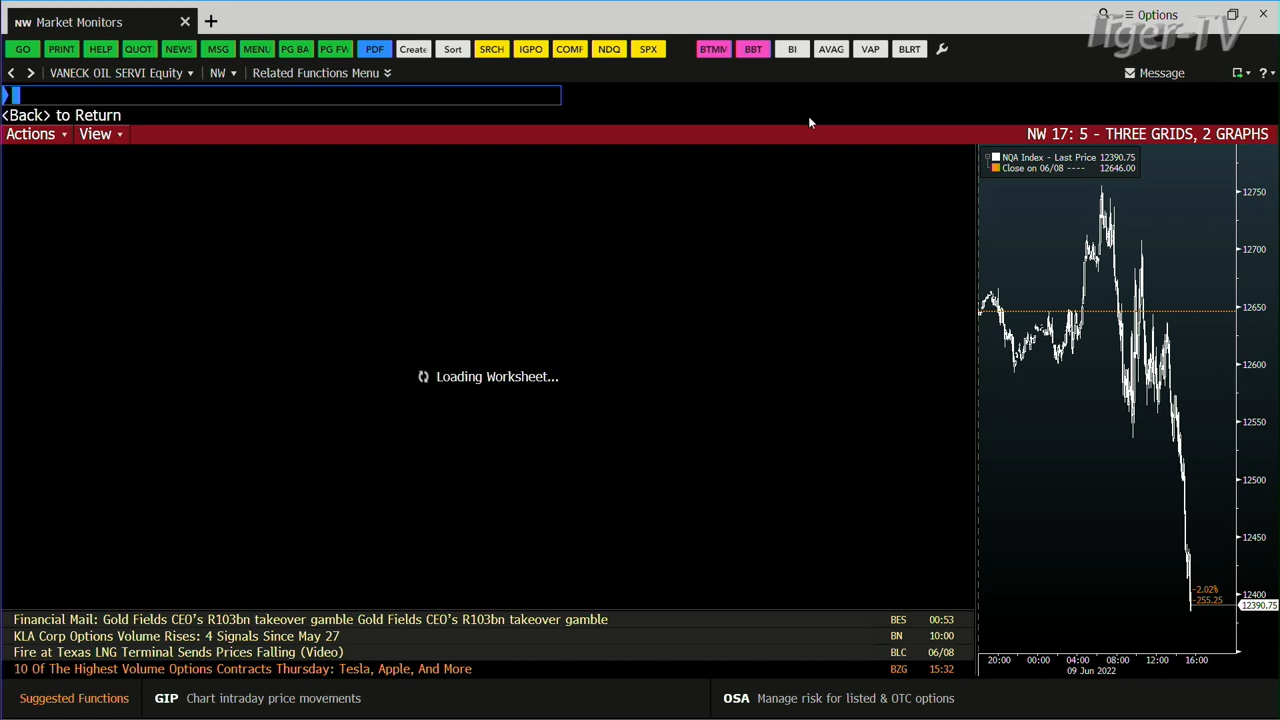 NW Market Monitors
Options
Tiger-TV
GO PRINT HELP QUOT NEWS MSG MENU PG BA PG FW PDF Create Sort SRCH IGPO COMP NDQ SPX BTMM BBT BI AVAG VAP BLRT
VANECK OIL SERVI Equity NW Related Functions Menu Message ?
<Back> to Return
Actions View NW 17: 5 - THREE GRIDS, 2 GRAPHS
NQA Index - Last Price 12390.75
Close on 06/08 ---- 12646.00
12750
12700
12650
12600
12550
12500
12450
12400
-2.02%
-255.25
12390.75
Loading Worksheet...
20:00 00:00 04:00 08:00 12:00 16:00
09 Jun 2022
Financial Mail: Gold Fields CEO's R103bn takeover gamble Gold Fields CEO's R103bn takeover gamble BES 00:53
KLA Corp Options Volume Rises: 4 Signals Since May 27 BN 10:00
Fire at Texas LNG Terminal Sends Prices Falling (Video) BLC 06/08
10 Of The Highest Volume Options Contracts Thursday: Tesla, Apple, And More BZG 15:32
Suggested Functions GIP Chart intraday price movements OSA Manage risk for listed & OTC options